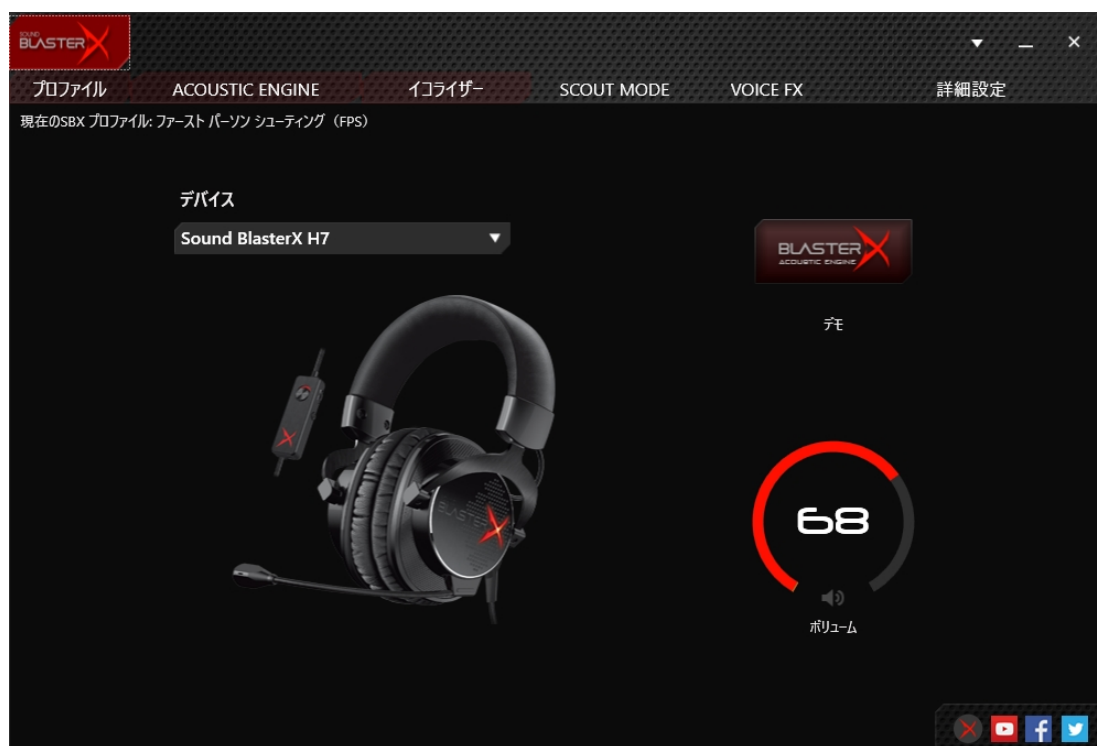 SOUND
BLASTERX
プロファイル ACOUSTIC ENGINE イコライザー SCOUT MODE VOICE FX 詳細設定
現在のSBX プロファイル: ファースト パーソン シューティング（FPS）
デバイス
Sound BlasterX H7
BLASTERX
ACOUSTIC ENGINE
デモ
BLASTERX
68
ボリューム